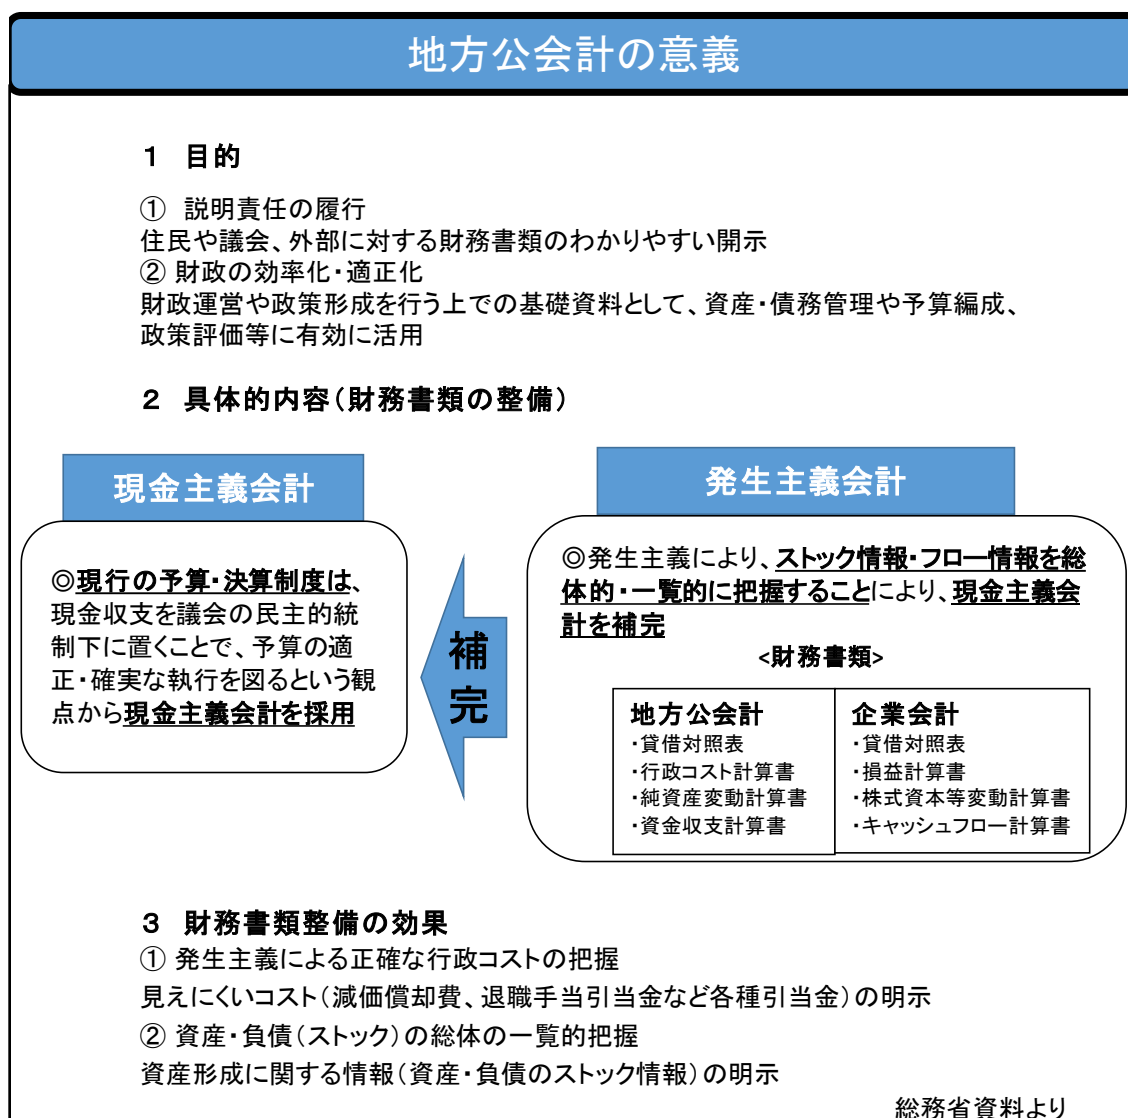 地方公会計の意義
１　目的
①　説明責任の履行
住民や議会、外部に対する財務書類のわかりやすい開示
② 財政の効率化・適正化
財政運営や政策形成を行う上での基礎資料として、資産・債務管理や予算編成、
政策評価等に有効に活用
２　具体的内容（財務書類の整備）
現金主義会計
◎現行の予算・決算制度は、
現金収支を議会の民主的統
制下に置くことで、予算の適
正・確実な執行を図るという観
点から現金主義会計を採用
補
完
発生主義会計
◎発生主義により、ストック情報・フロー情報を総
体的・一覧的に把握することにより、現金主義会
計を補完
<財務書類>
地方公会計
・貸借対照表
・行政コスト計算書
・純資産変動計算書
・資金収支計算書
企業会計
・貸借対照表
・損益計算書
・株式資本等変動計算書
・キャッシュフロー計算書
３　財務書類整備の効果
① 発生主義による正確な行政コストの把握
見えにくいコスト（減価償却費、退職手当引当金など各種引当金）の明示
② 資産・負債（ストック）の総体の一覧的把握
資産形成に関する情報（資産・負債のストック情報）の明示
総務省資料より